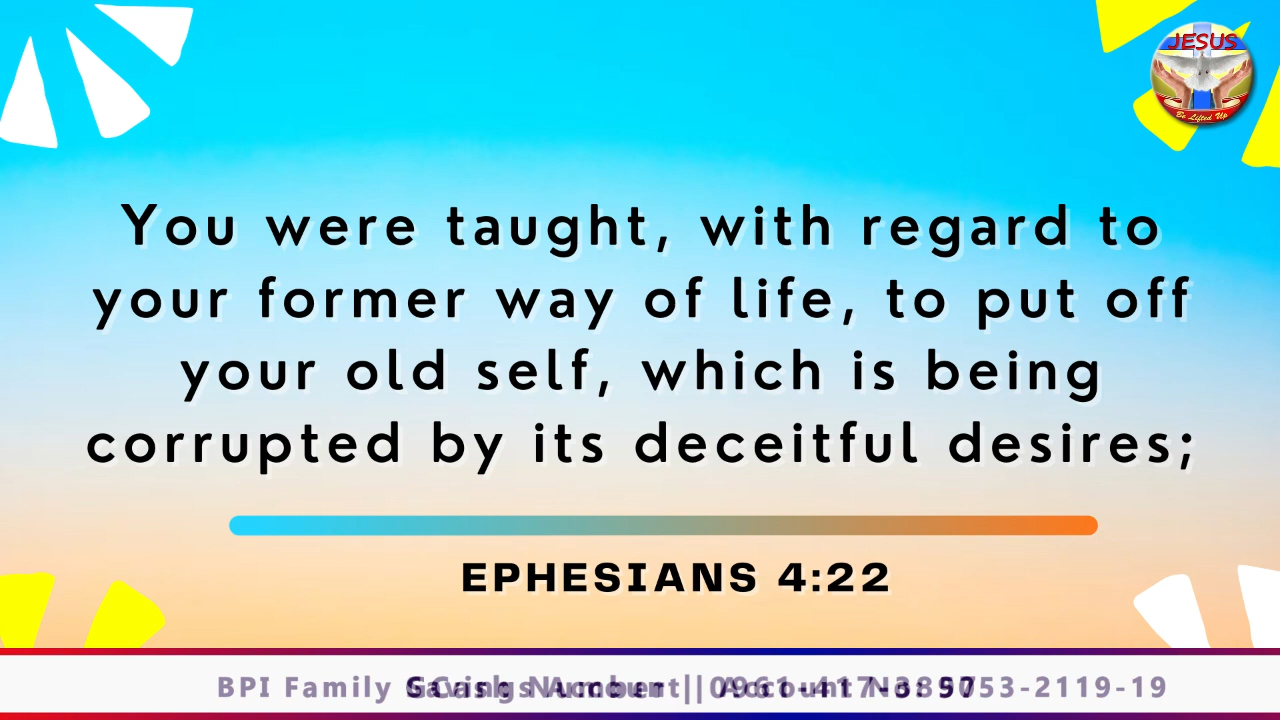 JESUS
Be Lifted Up
You were taught, with regard to
your former way of life, to put off
your old self, which is being
corrupted by its deceitful desires;
EPHESIANS 4:22
BPI Family